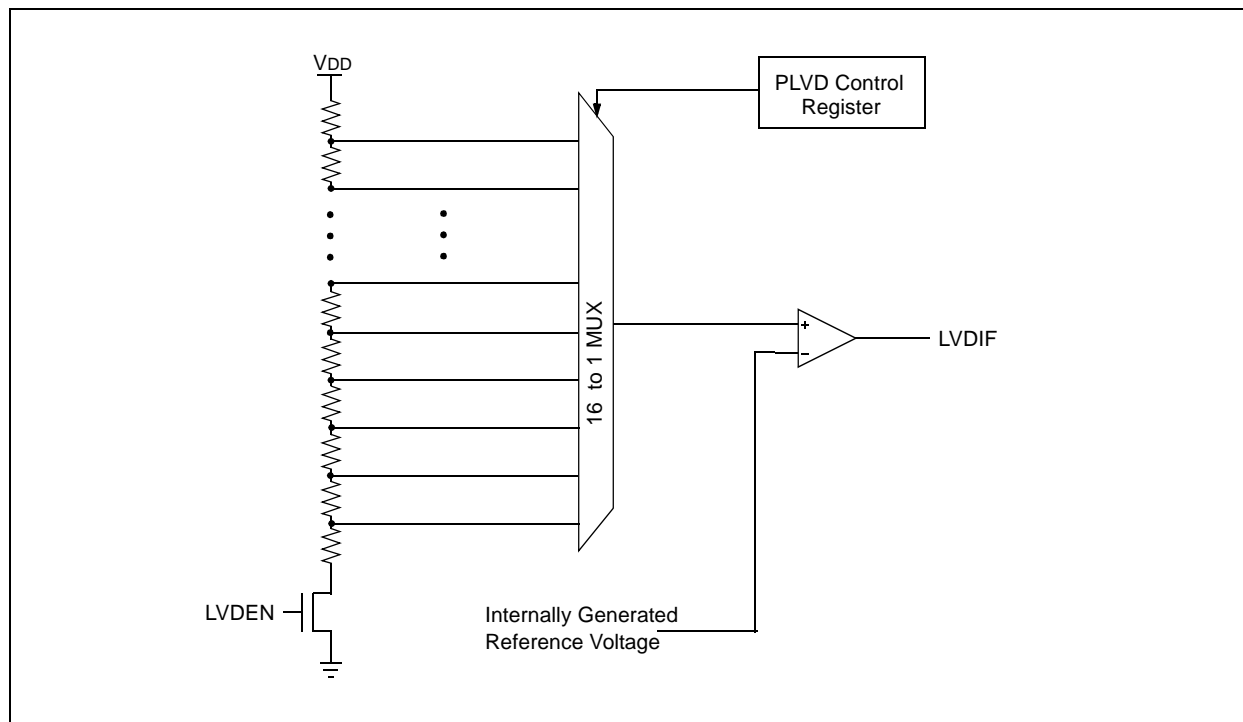 VDD
PLVD Control
Register
16 to 1 MUX
+
−
LVDIF
LVDEN
Internally Generated
Reference Voltage